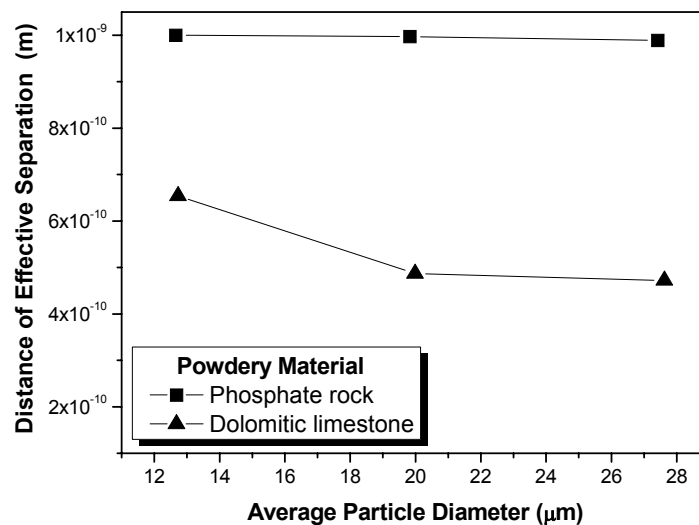 Distance of Effective Separation (m)
1x10⁻⁹
8x10⁻¹⁰
6x10⁻¹⁰
4x10⁻¹⁰
2x10⁻¹⁰
Powdery Material
Phosphate rock
Dolomitic limestone
12 14 16 18 20 22 24 26 28
Average Particle Diameter (μm)